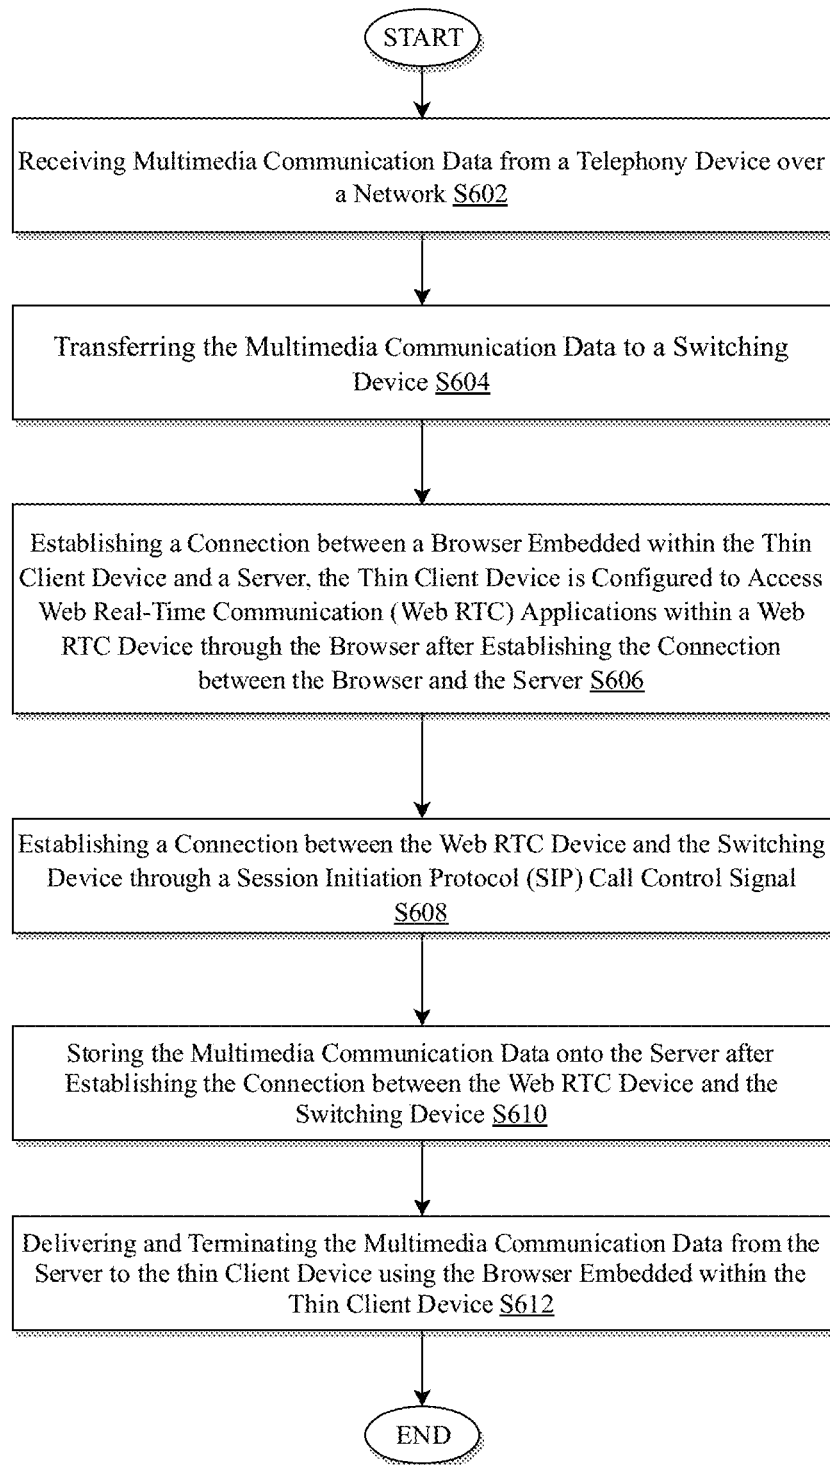 START
Receiving Multimedia Communication Data from a Telephony Device over
a Network S602
Transferring the Multimedia Communication Data to a Switching
Device S604
Establishing a Connection between a Browser Embedded within the Thin
Client Device and a Server, the Thin Client Device is Configured to Access
Web Real-Time Communication (Web RTC) Applications within a Web
RTC Device through the Browser after Establishing the Connection
between the Browser and the Server S606
Establishing a Connection between the Web RTC Device and the Switching
Device through a Session Initiation Protocol (SIP) Call Control Signal
S608
Storing the Multimedia Communication Data onto the Server after
Establishing the Connection between the Web RTC Device and the
Switching Device S610
Delivering and Terminating the Multimedia Communication Data from the
Server to the thin Client Device using the Browser Embedded within the
Thin Client Device S612
END